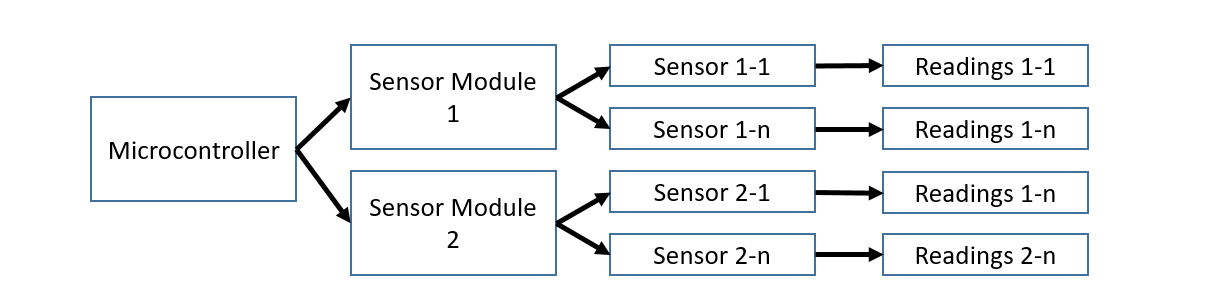 Microcontroller
Sensor Module
1
Sensor Module
2
Sensor 1-1
Sensor 1-n
Sensor 2-1
Sensor 2-n
Readings 1-1
Readings 1-n
Readings 1-n
Readings 2-n